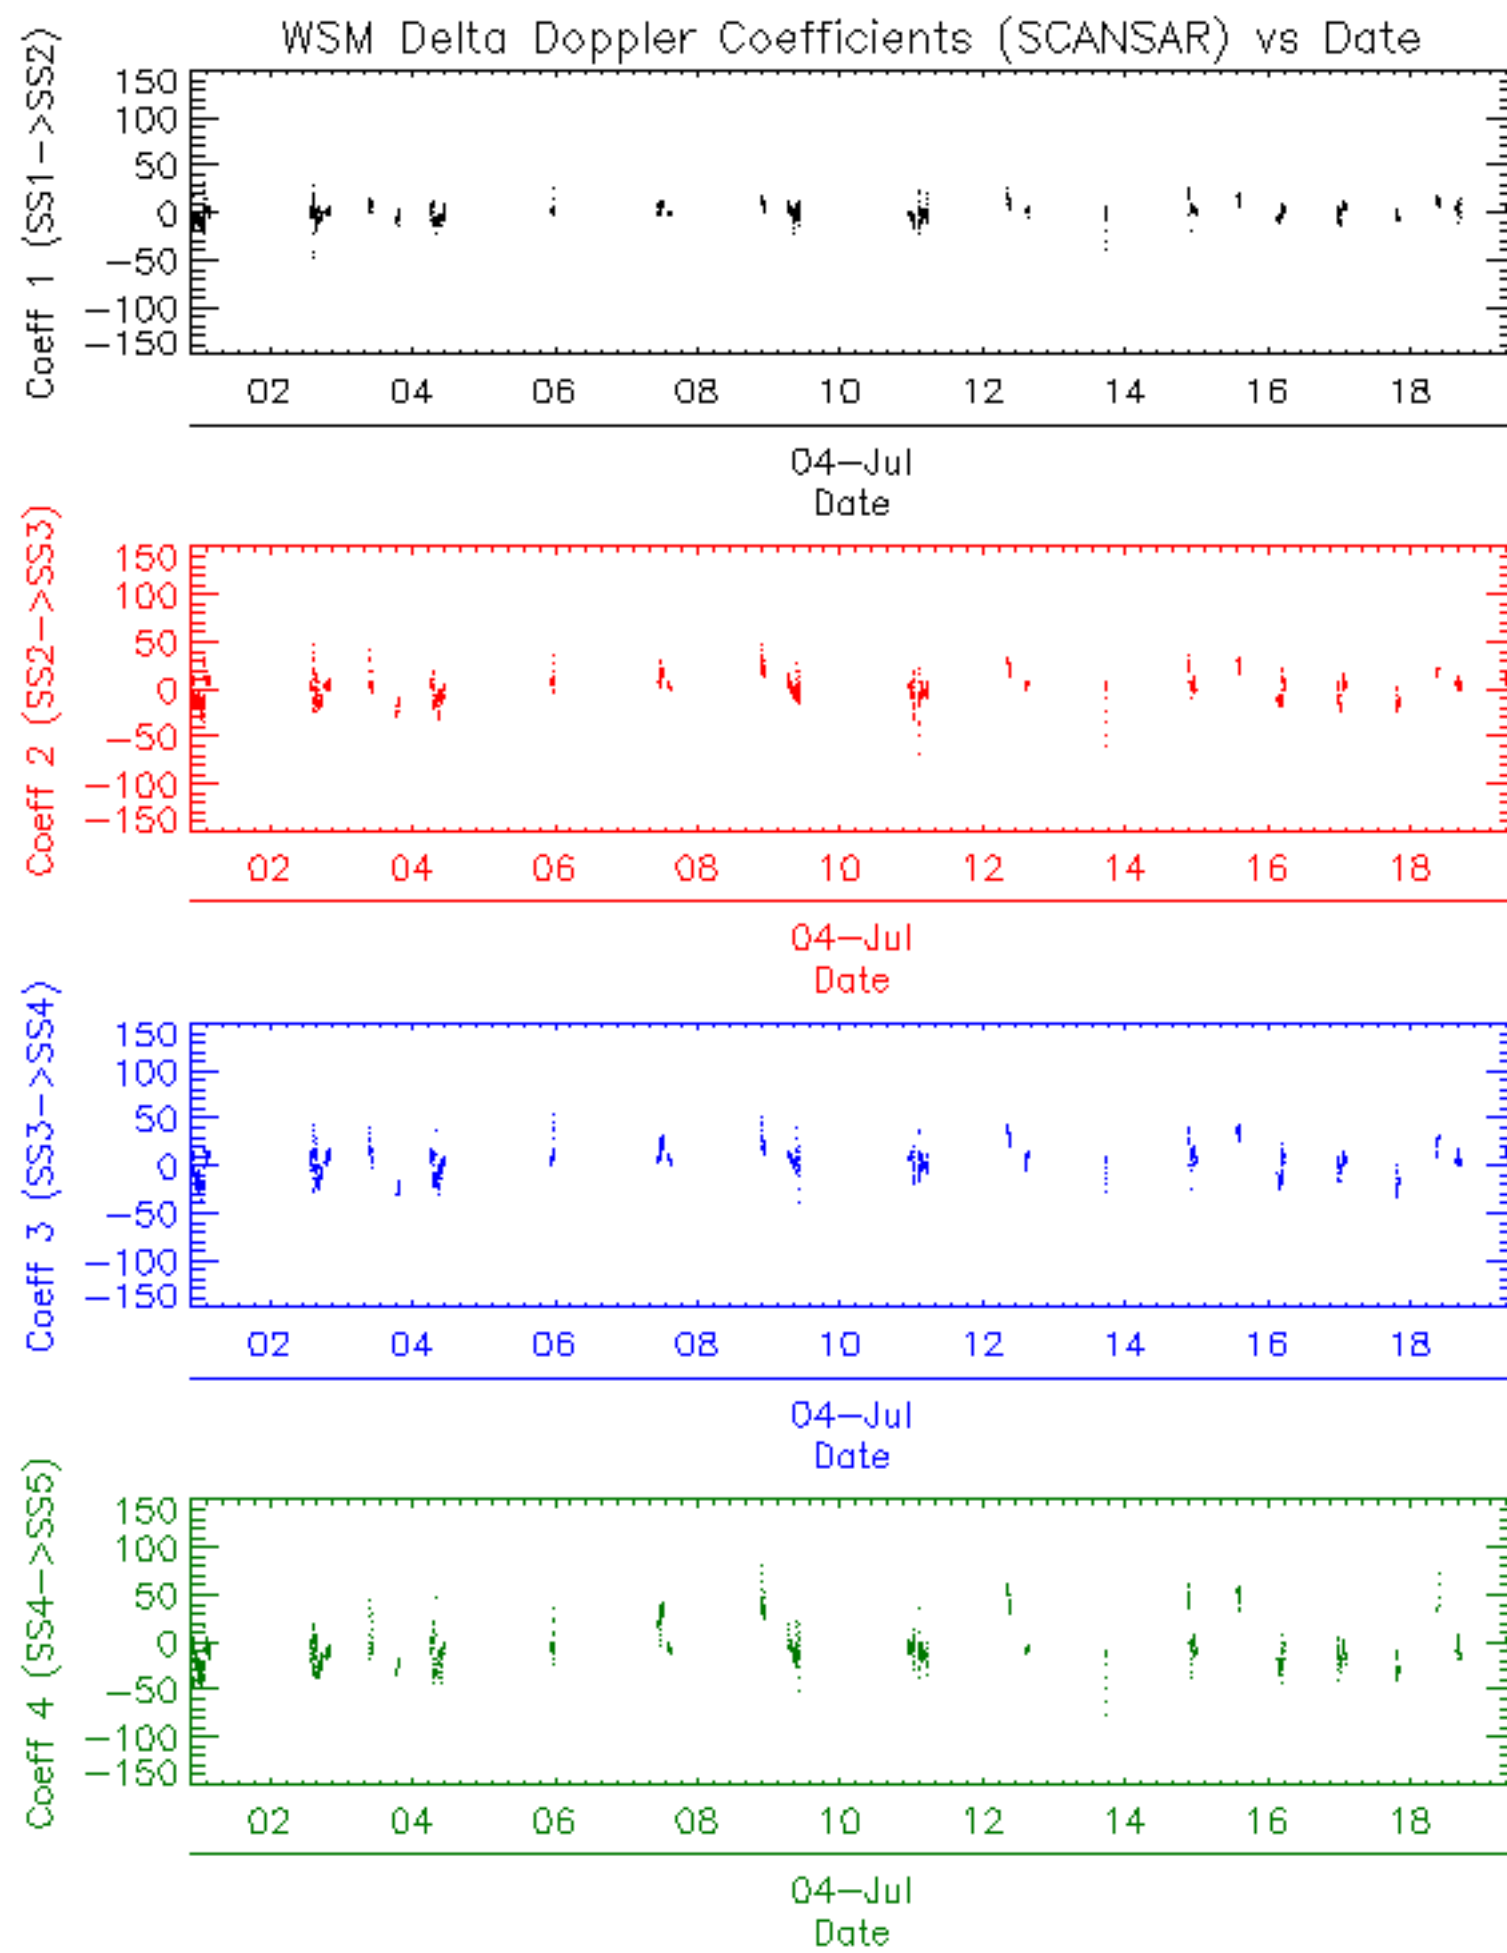 WSM Delta Doppler Coefficients (SCANSAR) vs Date
Coeff 1 (SS1->SS2)
150
100
50
0
-50
-100
-150
02 04 06 08 10 12 14 16 18
04-Jul
Date
Coeff 2 (SS2->SS3)
150
100
50
0
-50
-100
-150
02 04 06 08 10 12 14 16 18
04-Jul
Date
Coeff 3 (SS3->SS4)
150
100
50
0
-50
-100
-150
02 04 06 08 10 12 14 16 18
04-Jul
Date
Coeff 4 (SS4->SS5)
150
100
50
0
-50
-100
-150
02 04 06 08 10 12 14 16 18
04-Jul
Date